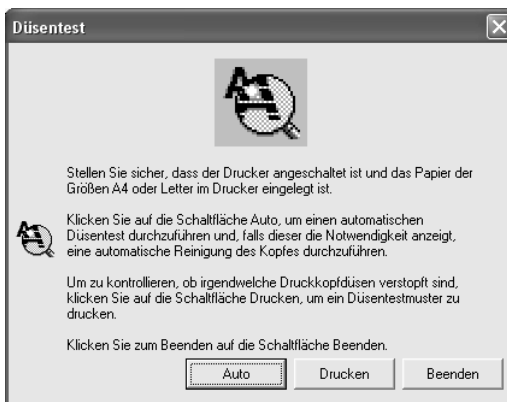 Düsentest
Stellen Sie sicher, dass der Drucker angeschaltet ist und das Papier der
Größen A4 oder Letter im Drucker eingelegt ist.
Klicken Sie auf die Schaltfläche Auto, um einen automatischen
Düsentest durchzuführen und, falls dieser die Notwendigkeit anzeigt,
eine automatische Reinigung des Kopfes durchführen.
Um zu kontrollieren, ob irgendwelche Druckkopfdüsen verstopft sind,
klicken Sie auf die Schaltfläche Drucken, um ein Düsentestmuster zu
drucken.
Klicken Sie zum Beenden auf die Schaltfläche Beenden.
Auto Drucken Beenden